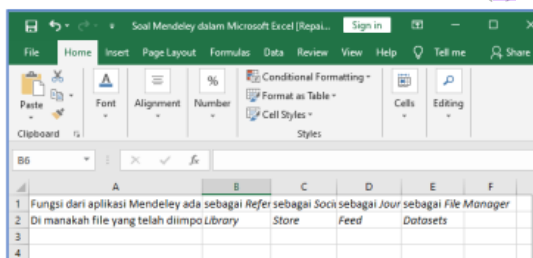 Soal Mendeley dalam Microsoft Excel [Repai... Sign in
File Home Insert Page Layout Formulas Data Review View Help Tell me Share
Paste Font Alignment Number Conditional Formatting Format as Table Cell Styles Cells Editing
Clipboard Styles
B6 fx
A B C D E F
1 Fungsi dari aplikasi Mendeley ada sebagai Refer sebagai Socia sebagai Jour sebagai File Manager
2 Di manakah file yang telah diimpo Library Store Feed Datasets
3
4